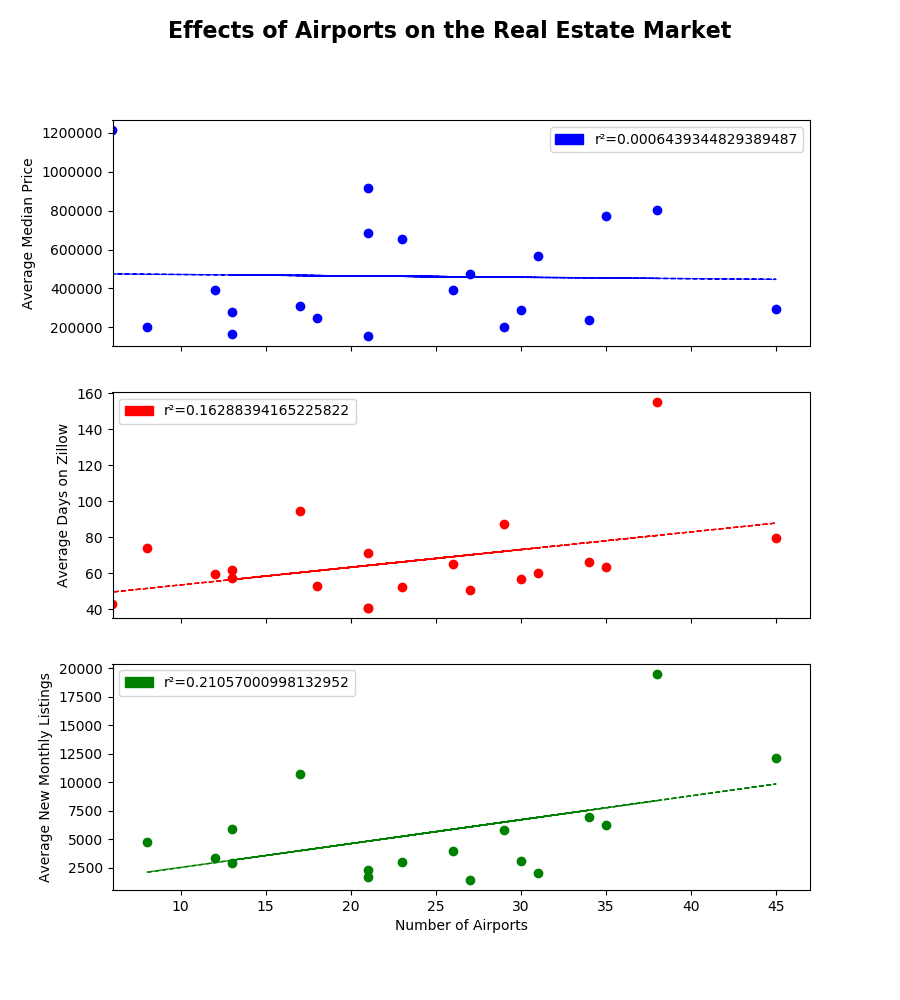 Effects of Airports on the Real Estate Market
1200000
1000000
800000
600000
400000
200000
Average Median Price
r²=0.0006439344829389487
160
140
120
100
80
60
40
Average Days on Zillow
r²=0.16288394165225822
20000
17500
15000
12500
10000
7500
5000
2500
Average New Monthly Listings
r²=0.21057000998132952
10 15 20 25 30 35 40 45
Number of Airports